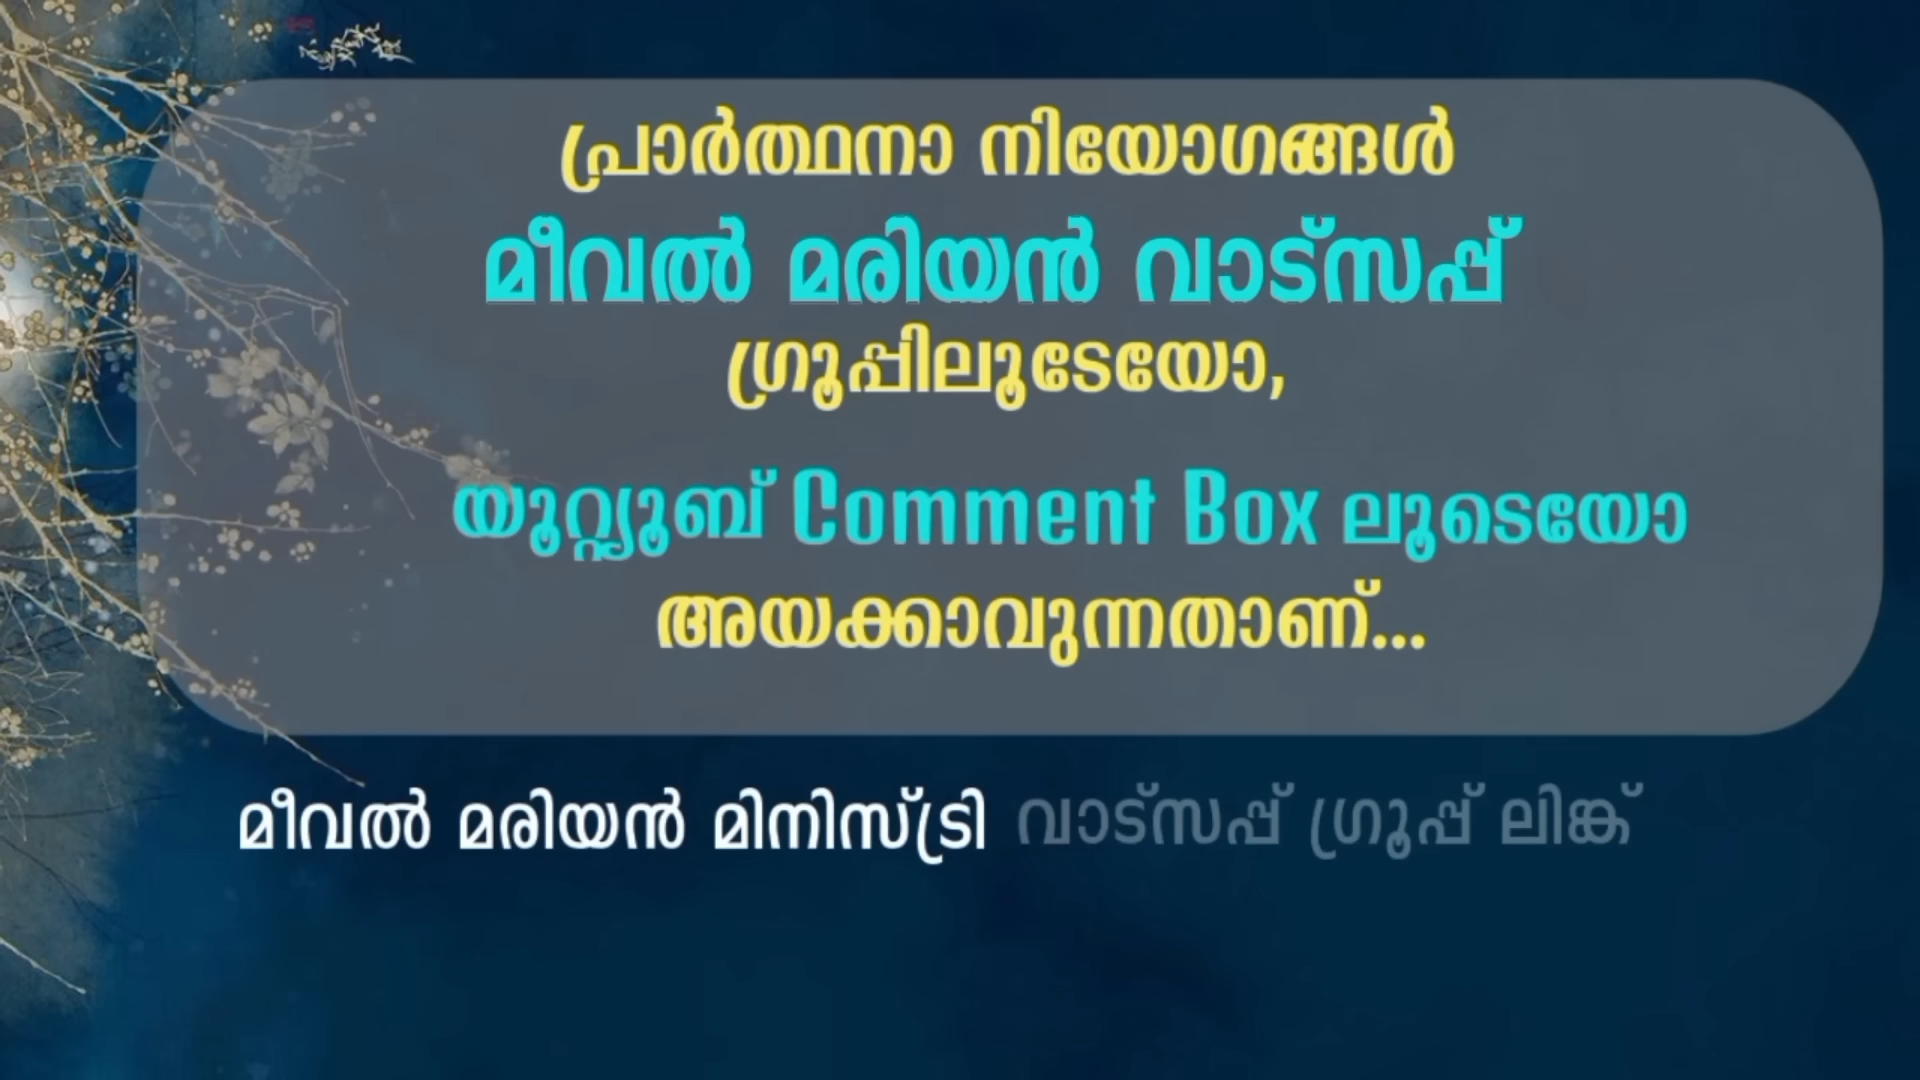 പ്രാർത്ഥനാ നിയോഗങ്ങൾ
മീവൽ മരിയൻ വാട്സപ്പ്
ഗ്രൂപ്പിലൂടേയോ,
യൂറ്റ്യൂബ് Comment Box ലൂടെയോ
അയക്കാവുന്നതാണ്...
മീവൽ മരിയൻ മിനിസ്ട്രി വാട്സപ്പ് ഗ്രൂപ്പ് ലിങ്ക്